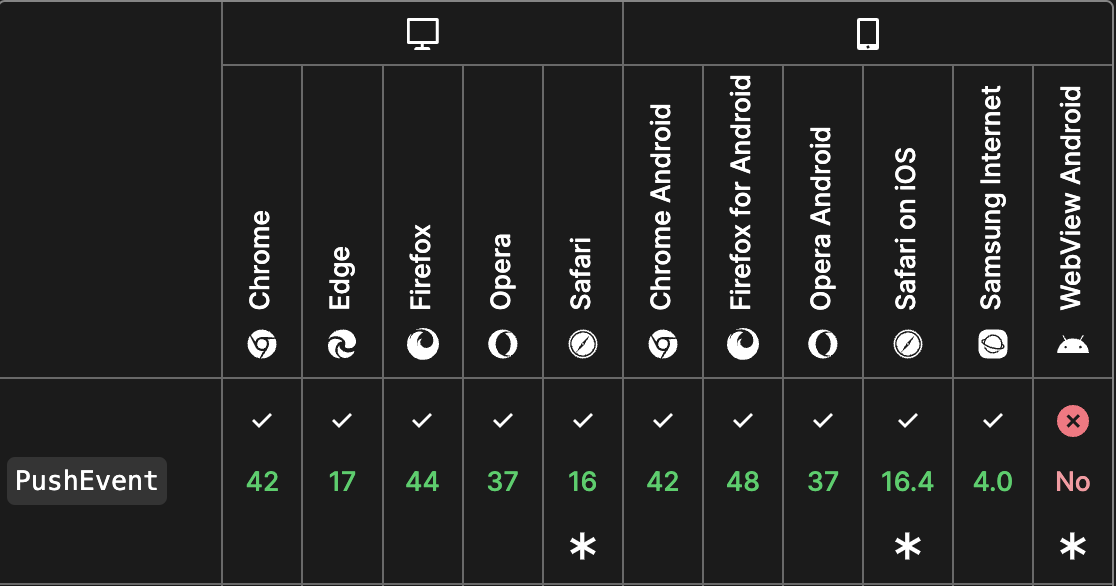 Chrome
Edge
Firefox
Opera
Safari
Chrome Android
Firefox for Android
Opera Android
Safari on iOS
Samsung Internet
WebView Android
PushEvent
✓ ✓ ✓ ✓ ✓ ✓ ✓ ✓ ✓ ✓ ✕
42 17 44 37 16 42 48 37 16.4 4.0 No
* * *